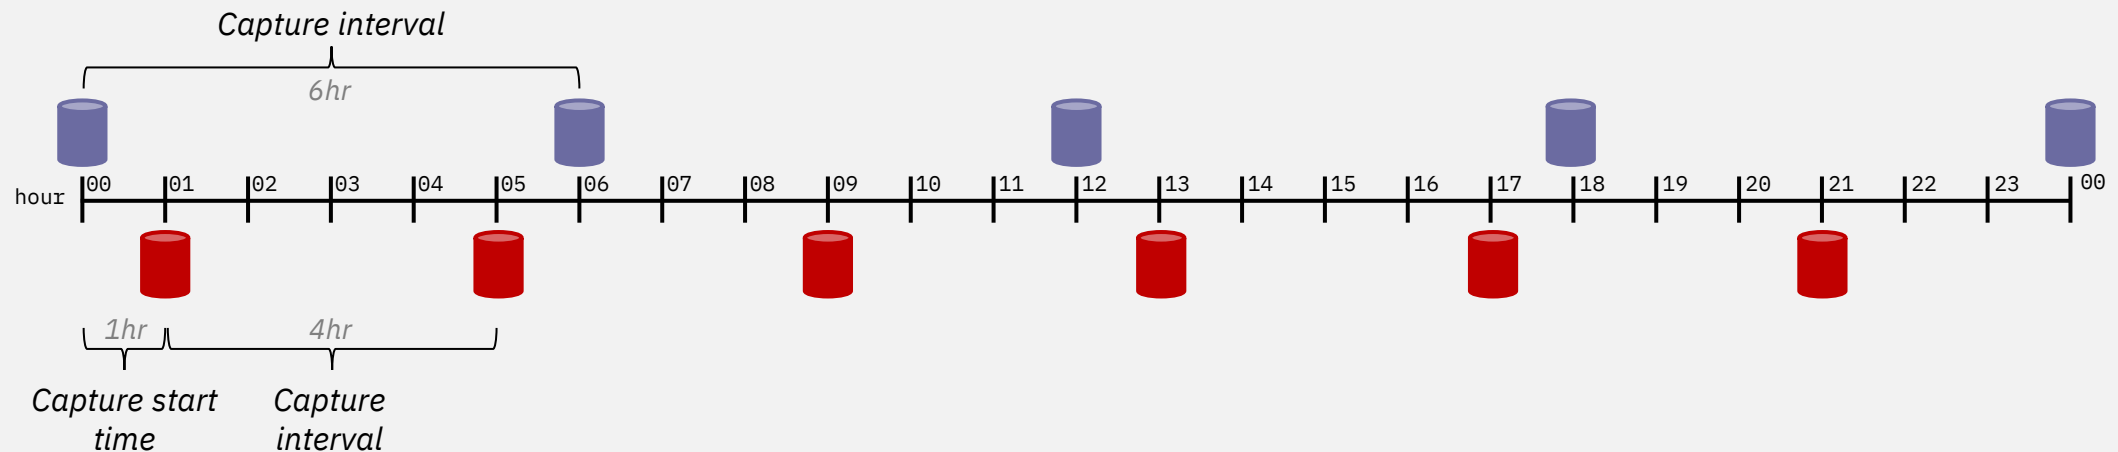 Capture interval
6hr
hour 00 01 02 03 04 05 06 07 08 09 10 11 12 13 14 15 16 17 18 19 20 21 22 23 00
1hr 4hr
Capture start
time
Capture
interval